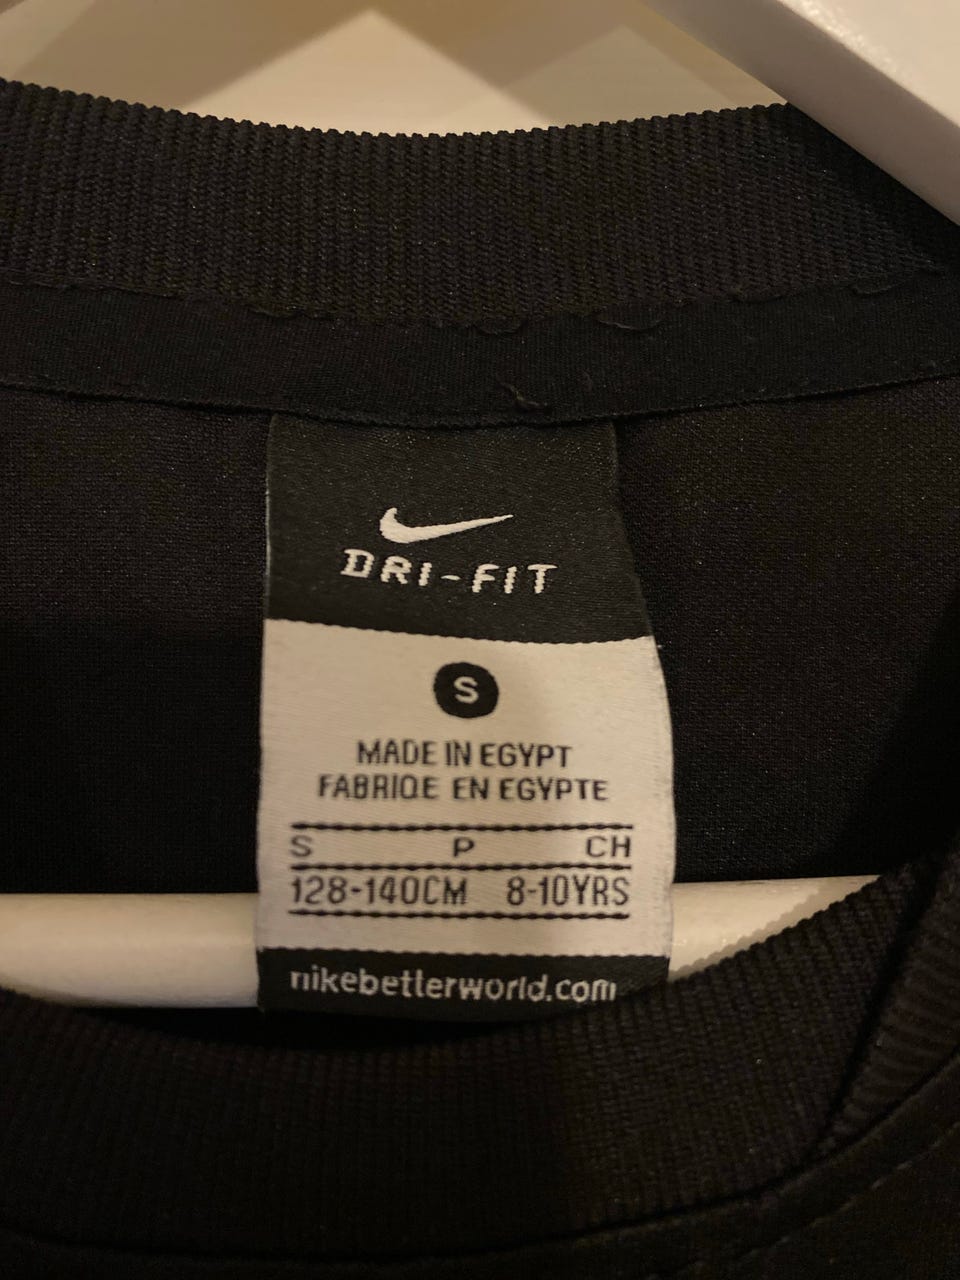 DRI-FIT
S
MADE IN EGYPT
FABRIQE EN EGYPTE
S P CH
128-140CM 8-10YRS
nikebetterworld.com